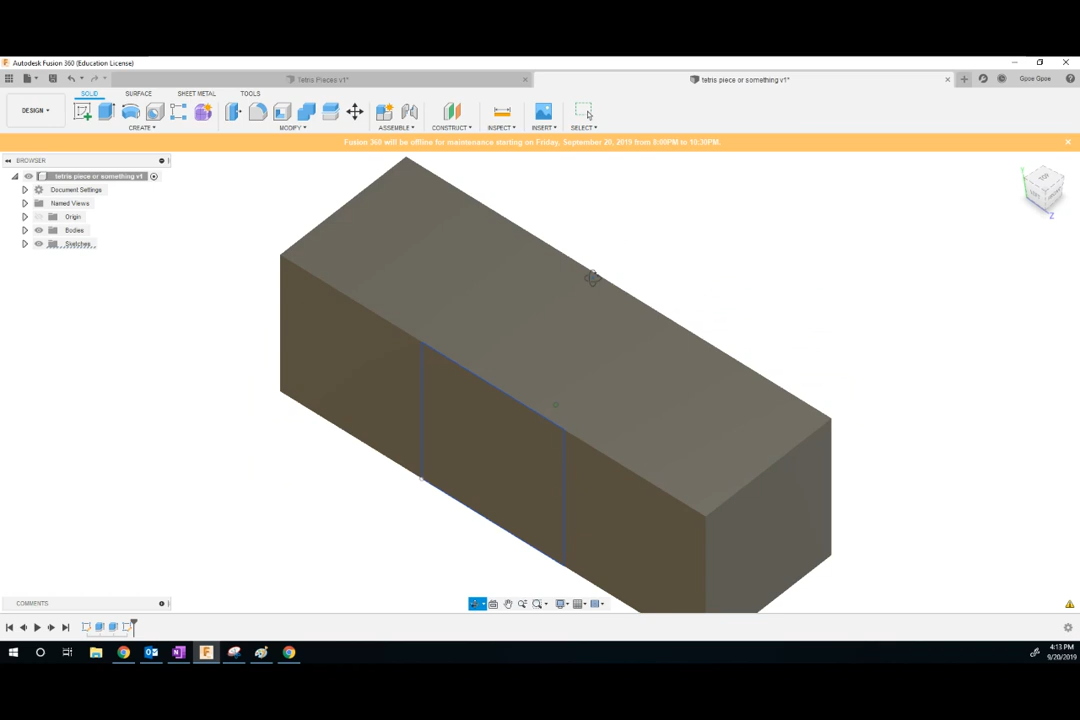 Autodesk Fusion 360 (Education License)
Tetris Pieces v1*
tetris piece or something v1*
Gpoe Gpoe
DESIGN
SOLID
SURFACE
SHEET METAL
TOOLS
CREATE
MODIFY
ASSEMBLE
CONSTRUCT
INSPECT
INSERT
SELECT
Fusion 360 will be offline for maintenance starting on Friday, September 20, 2019 from 8:00PM to 10:30PM.
BROWSER
tetris piece or something v1
Document Settings
Named Views
Origin
Bodies
Sketches
TOP
Z
COMMENTS
4:13 PM
9/20/2019